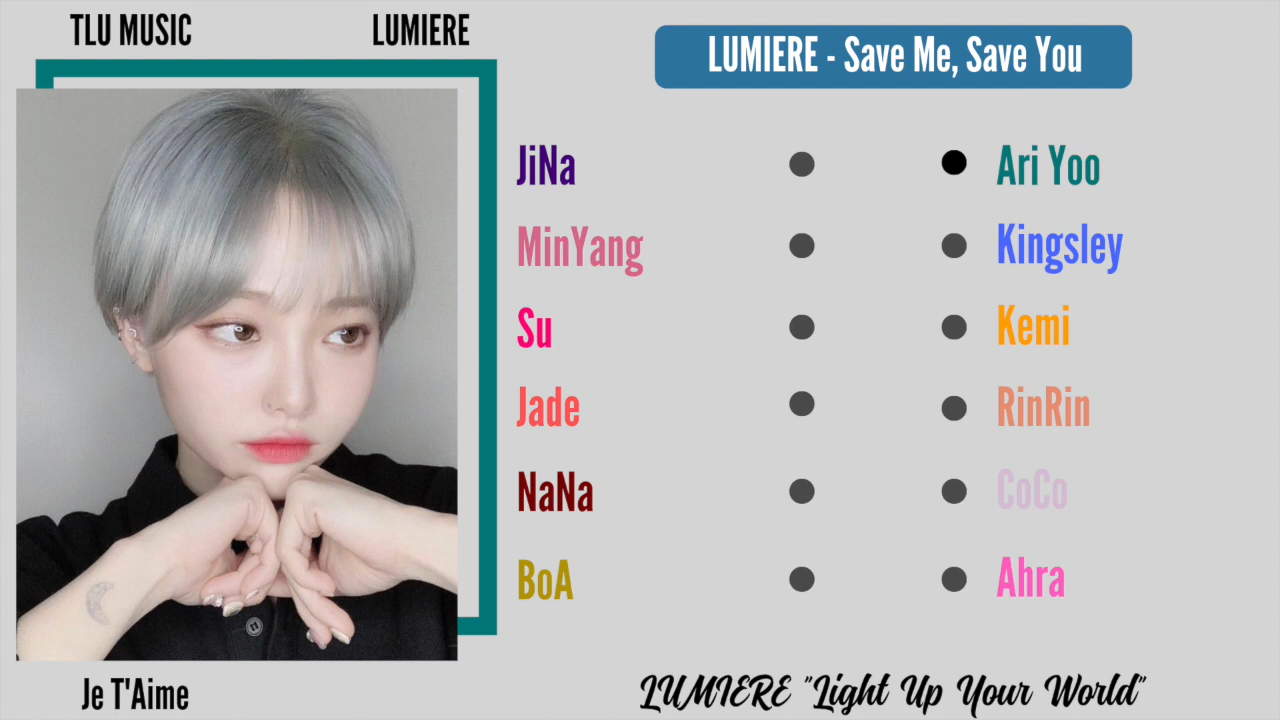 TLU MUSIC LUMIERE
LUMIERE - Save Me, Save You
JiNa Ari Yoo
MinYang Kingsley
Su Kemi
Jade RinRin
NaNa CoCo
BoA Ahra
Je T'Aime
LUMIERE "Light Up Your World"